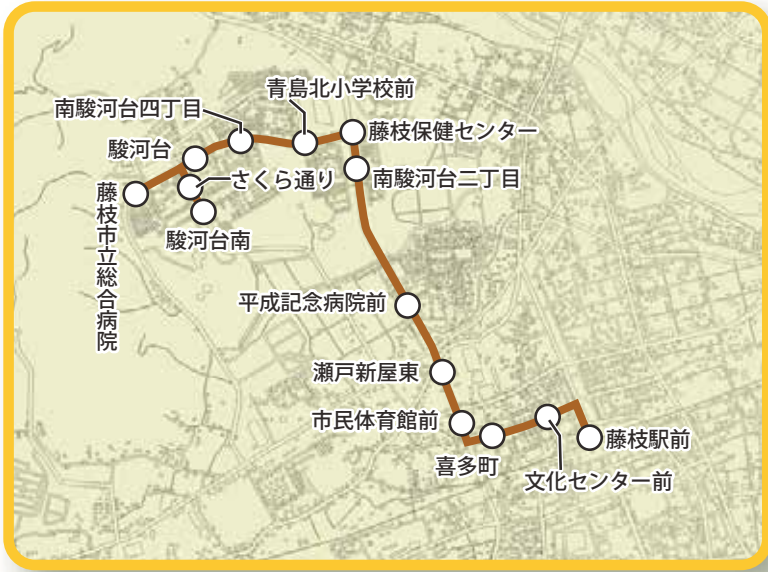 青島北小学校前
南駿河台四丁目
藤枝保健センター
駿河台
さくら通り
南駿河台二丁目
藤枝市立総合病院
駿河台南
平成記念病院前
瀬戸新屋東
市民体育館前
藤枝駅前
喜多町
文化センター前